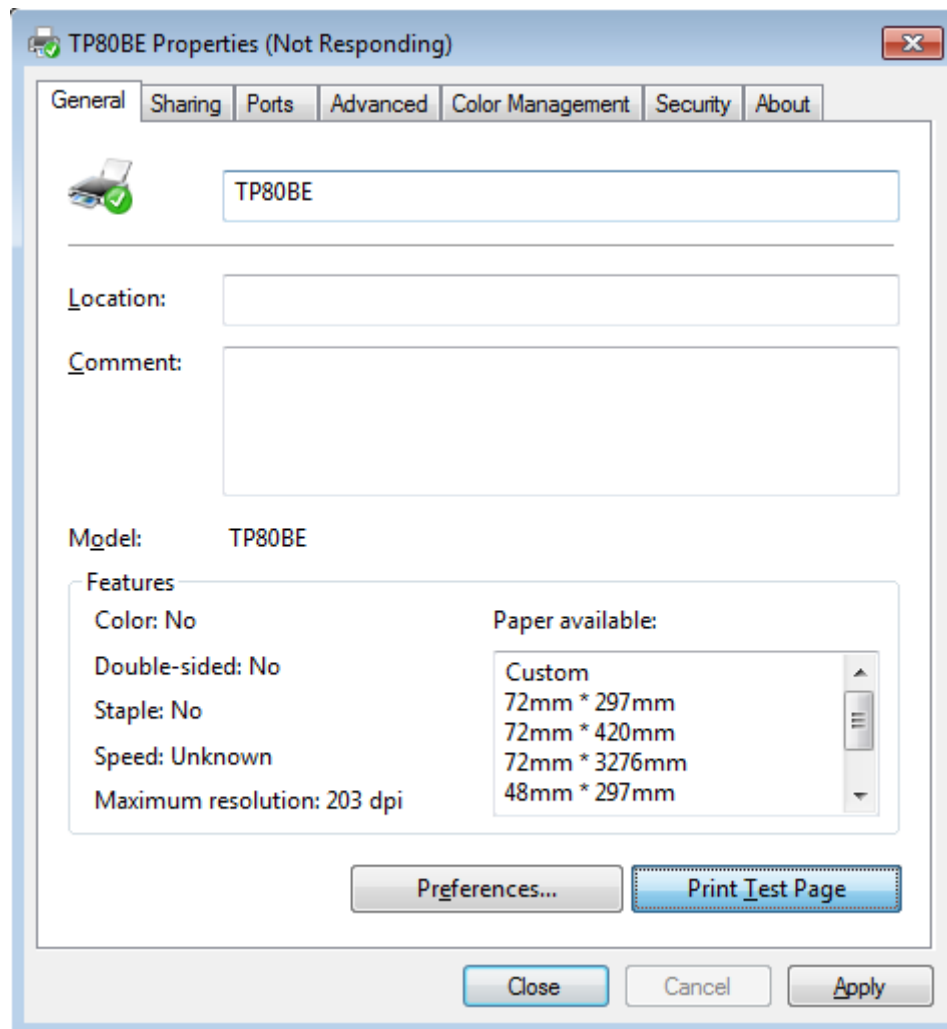 TP80BE Properties (Not Responding)
General Sharing Ports Advanced Color Management Security About
TP80BE
Location:
Comment:
Model: TP80BE
Features
Color: No
Double-sided: No
Staple: No
Speed: Unknown
Maximum resolution: 203 dpi
Paper available:
Custom
72mm * 297mm
72mm * 420mm
72mm * 3276mm
48mm * 297mm
Preferences... Print Test Page
Close Cancel Apply